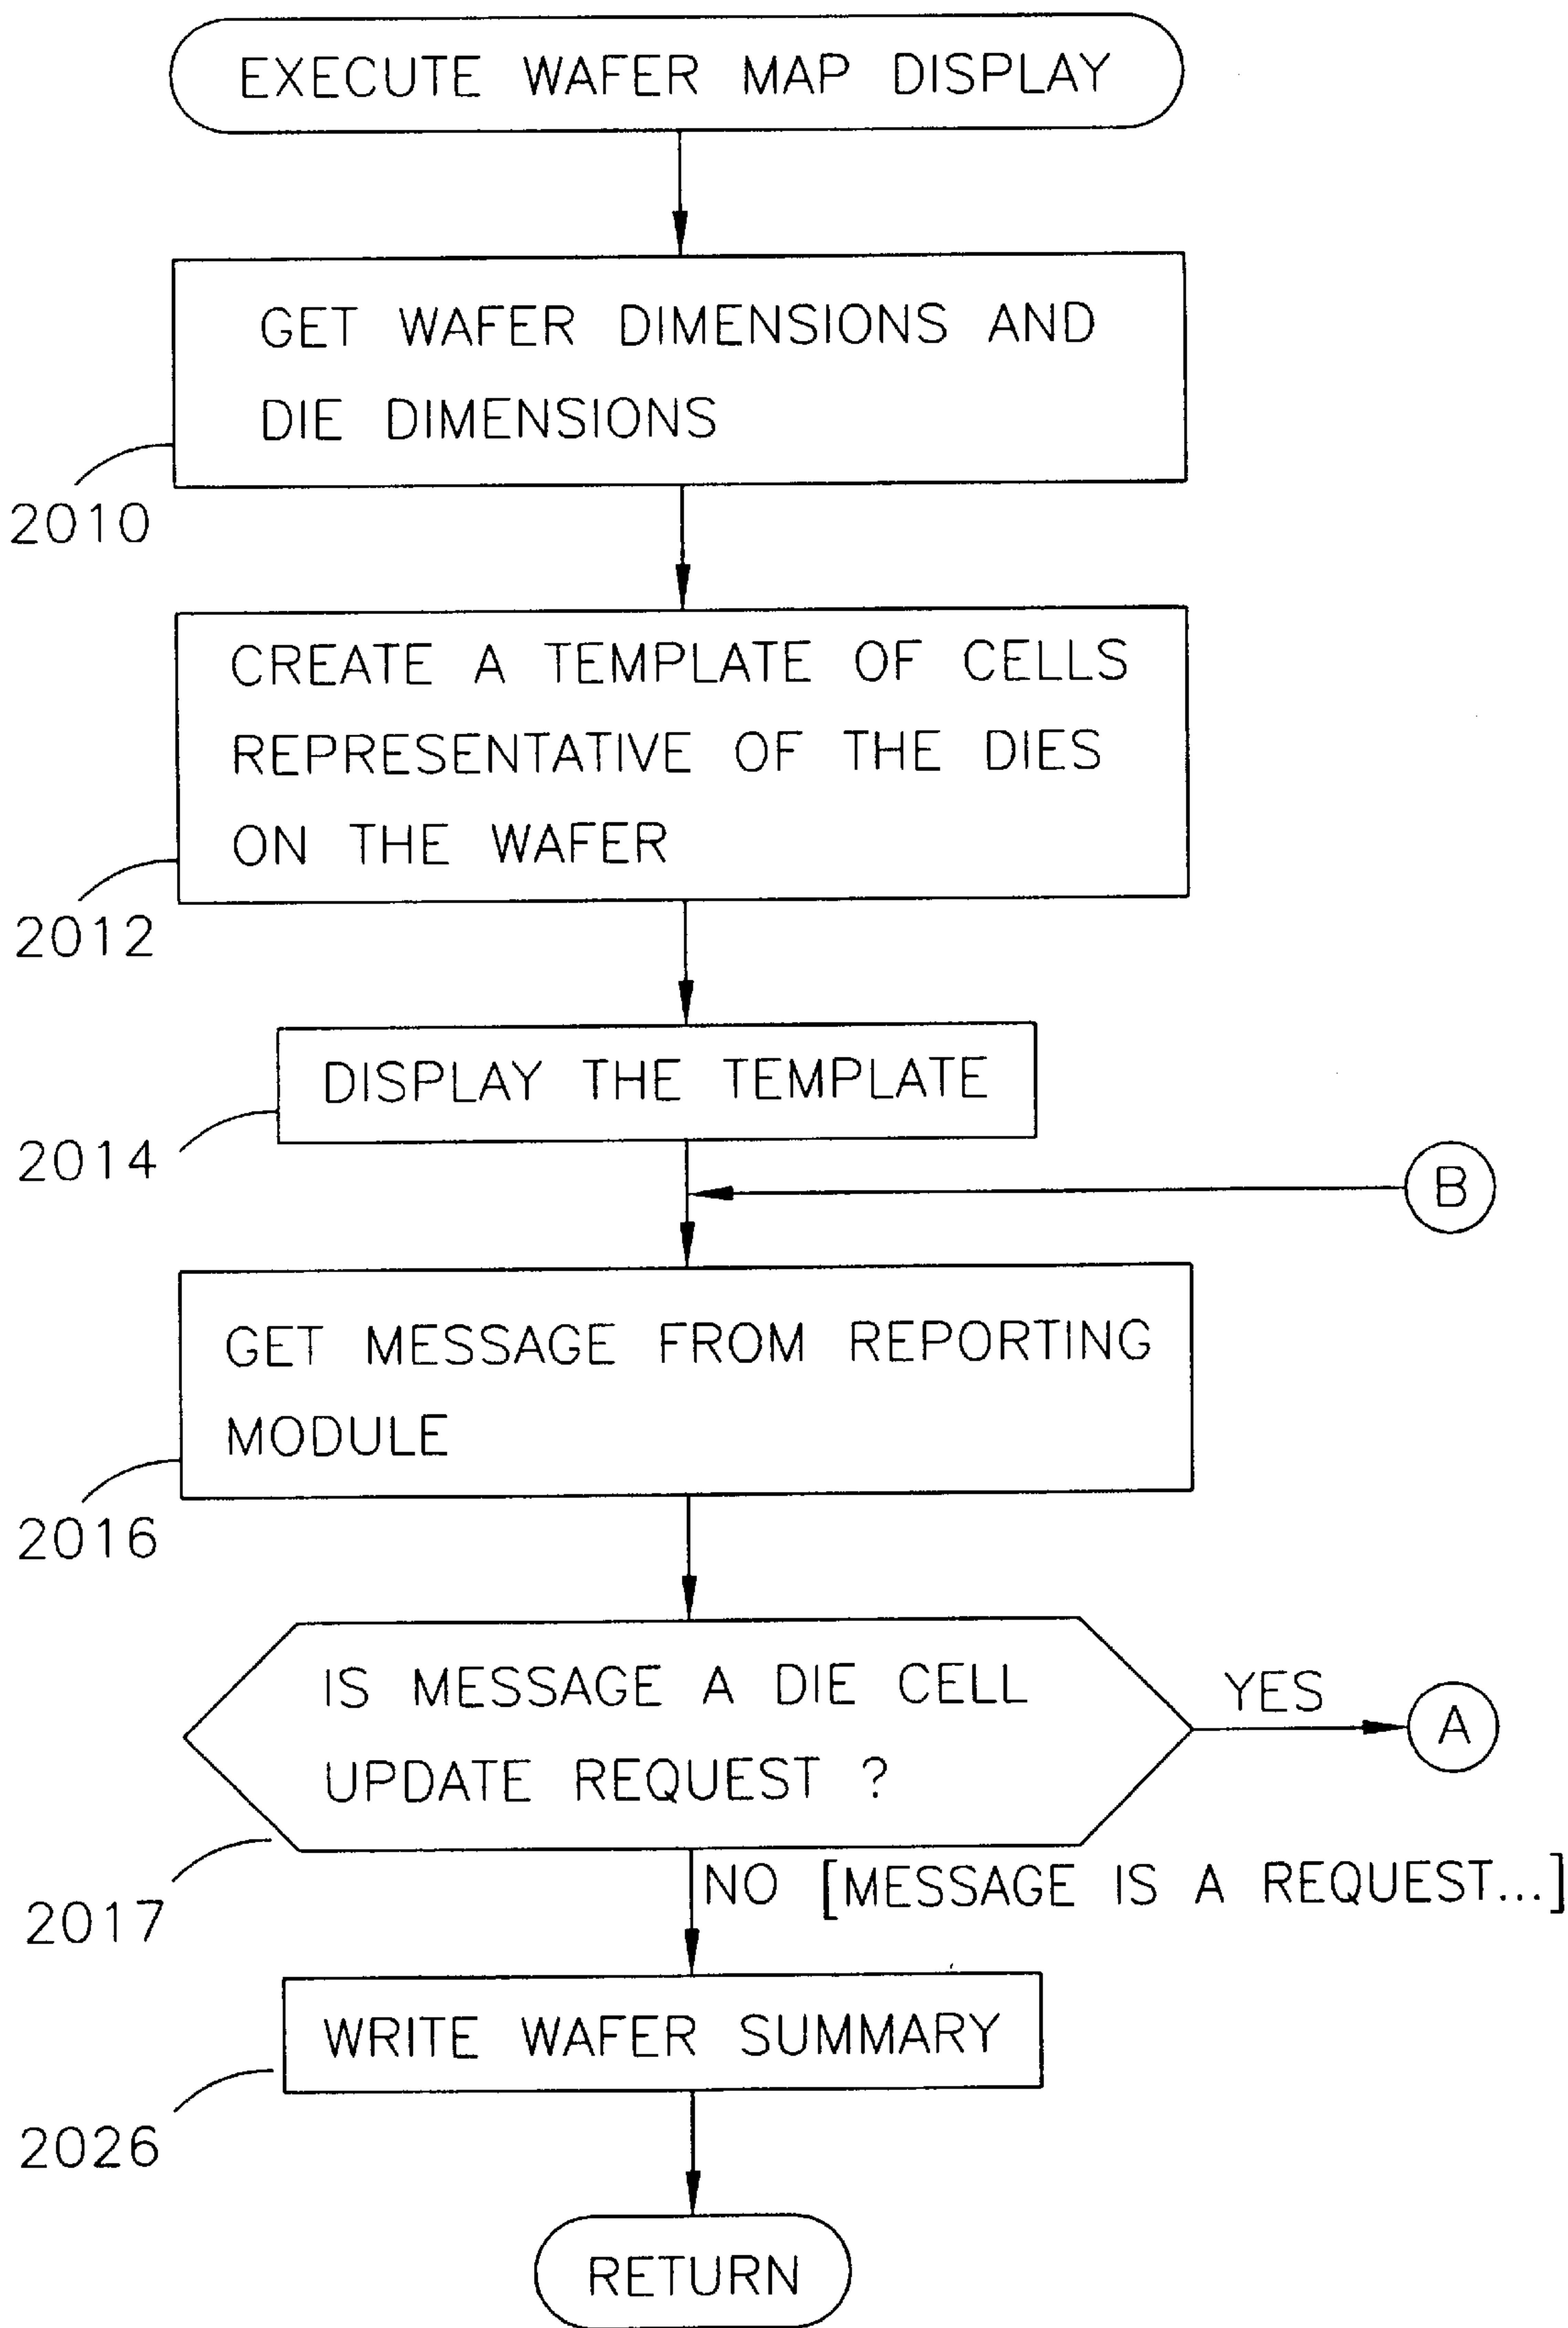 EXECUTE WAFER MAP DISPLAY
GET WAFER DIMENSIONS AND
DIE DIMENSIONS
2010
CREATE A TEMPLATE OF CELLS
REPRESENTATIVE OF THE DIES
ON THE WAFER
2012
DISPLAY THE TEMPLATE
2014
B
GET MESSAGE FROM REPORTING
MODULE
2016
IS MESSAGE A DIE CELL
UPDATE REQUEST ?
YES
A
2017
NO [MESSAGE IS A REQUEST...]
WRITE WAFER SUMMARY
2026
RETURN